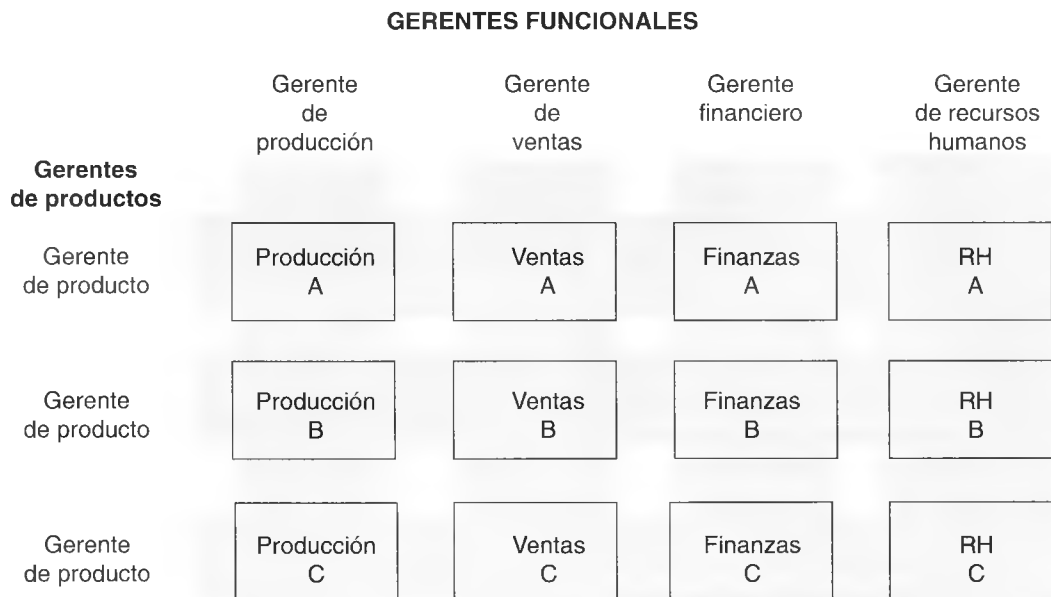 GERENTES FUNCIONALES
Gerente Gerente Gerente Gerente
de de financiero de recursos
producción ventas humanos
Gerentes
de productos
Gerente Producción Ventas Finanzas RH
de producto A A A A
Gerente Producción Ventas Finanzas RH
de producto B B B B
Gerente Producción Ventas Finanzas RH
de producto C C C C